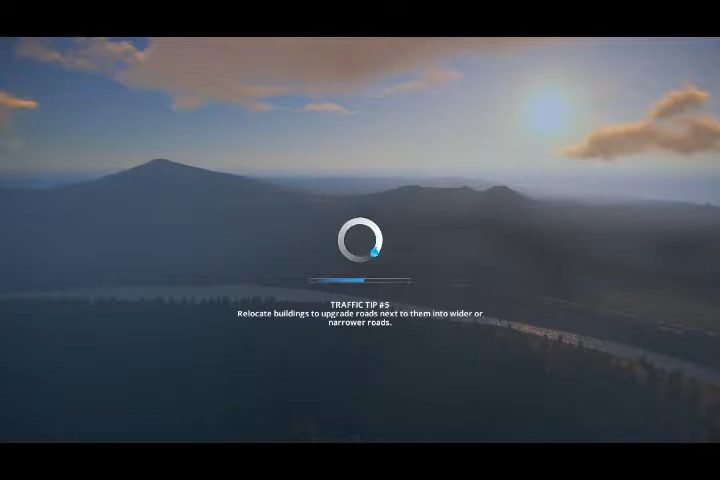 TRAFFIC TIP #5
Relocate buildings to upgrade roads next to them into wider or
narrower roads.